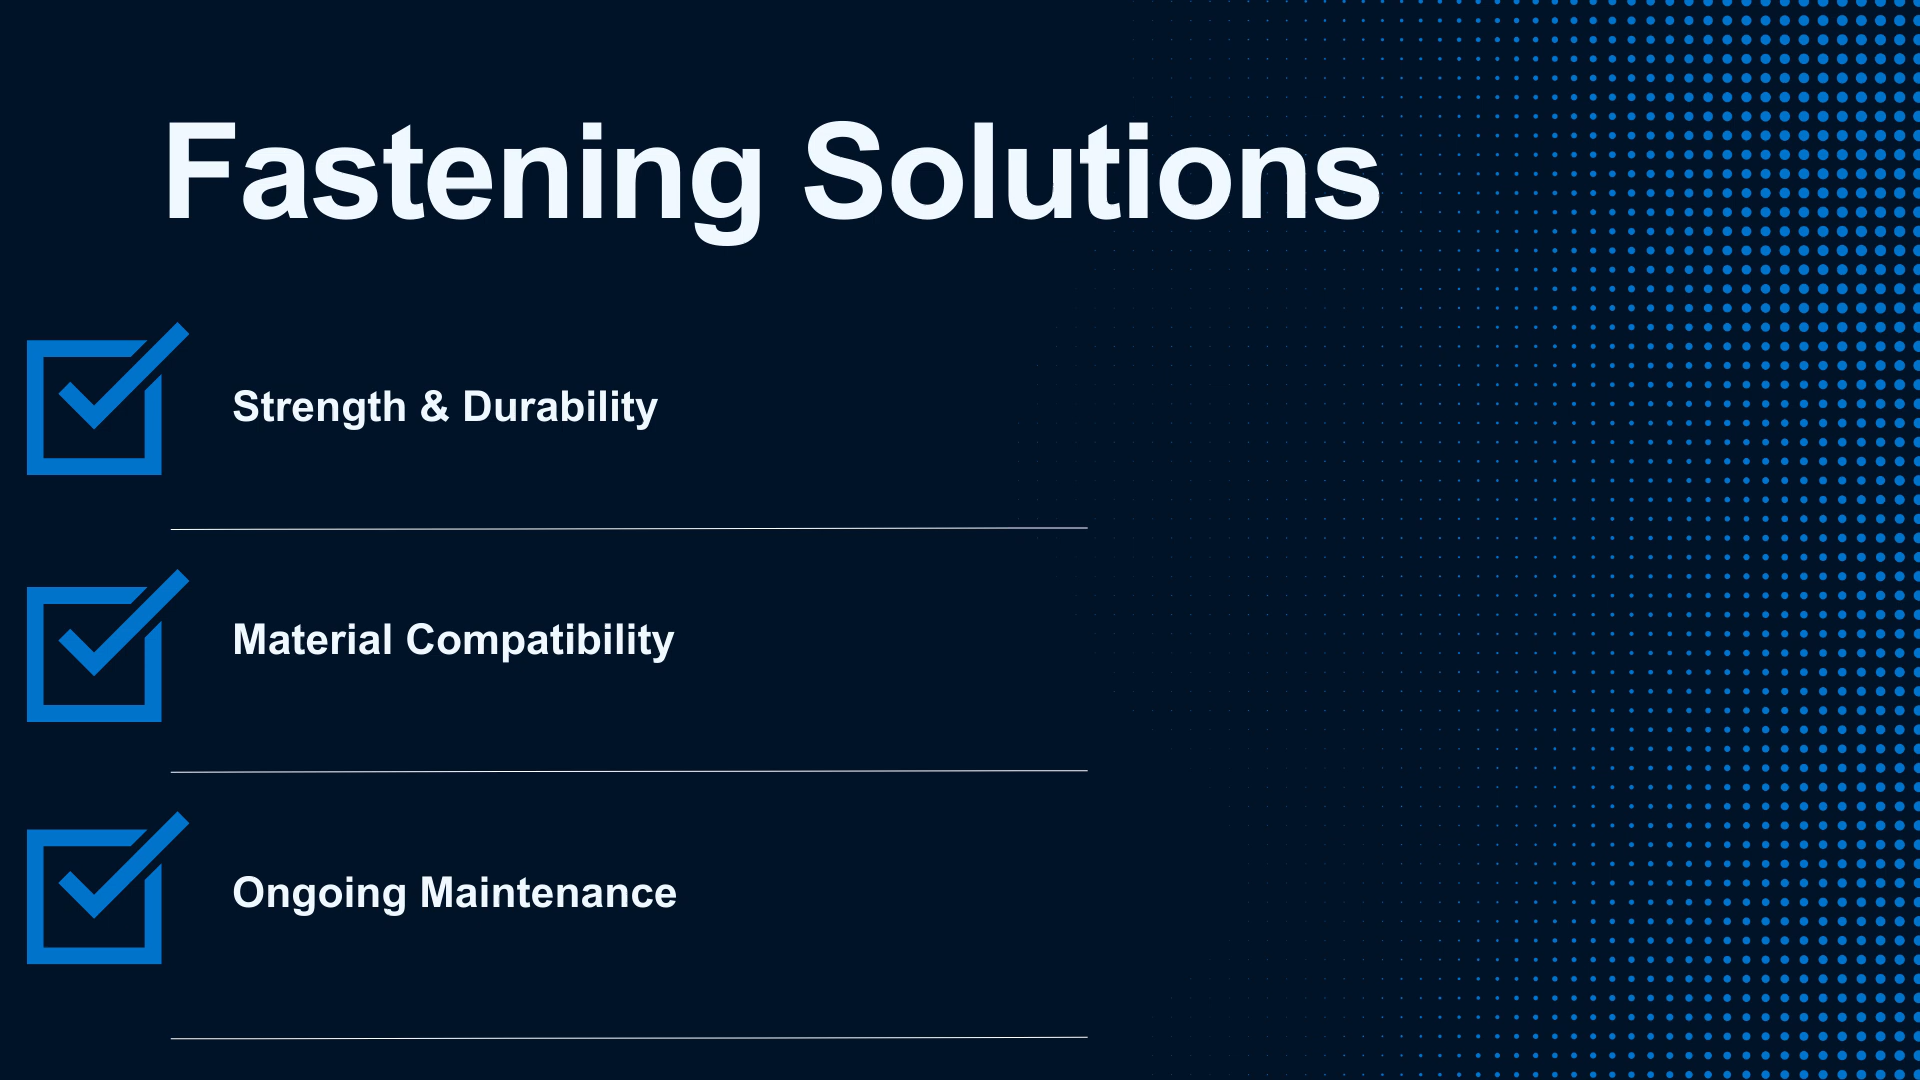 Fastening Solutions
Strength & Durability
Material Compatibility
Ongoing Maintenance